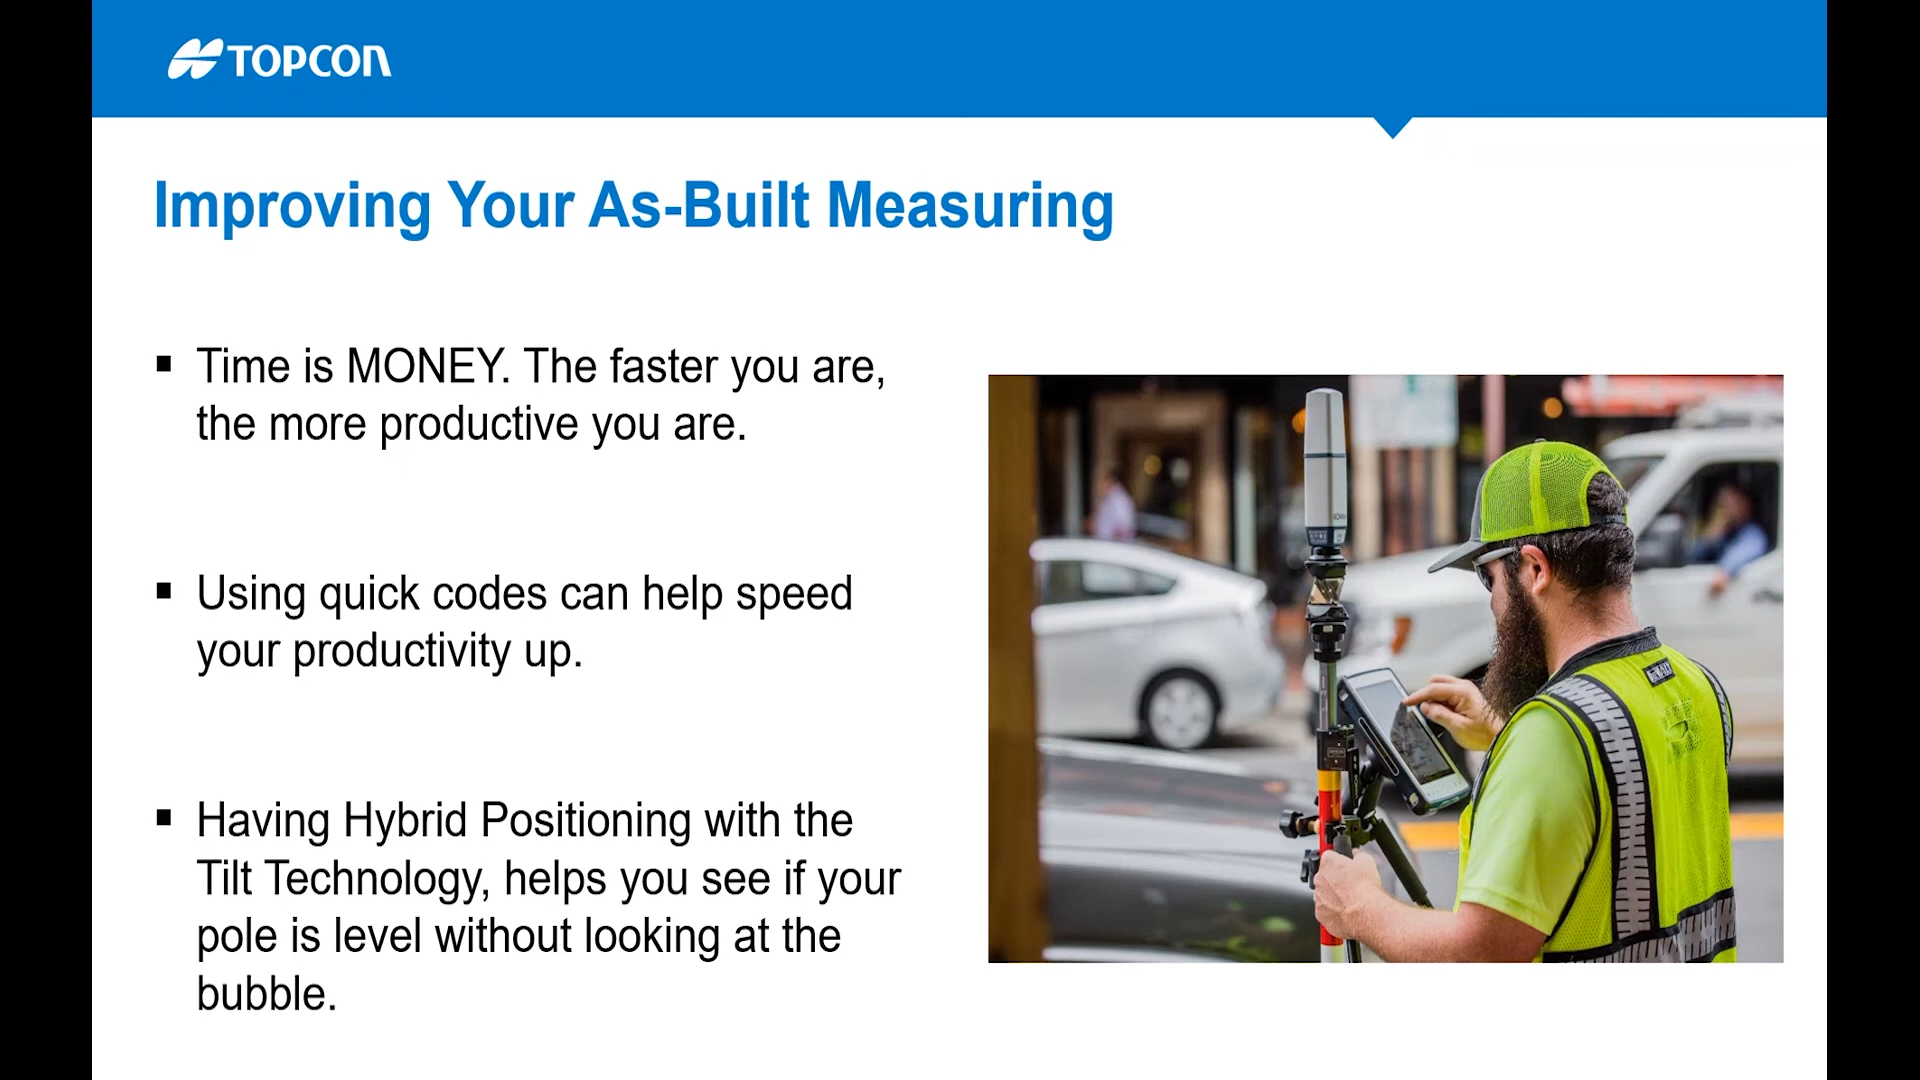 TOPCON
Improving Your As-Built Measuring
▪ Time is MONEY. The faster you are,
the more productive you are.
▪ Using quick codes can help speed
your productivity up.
▪ Having Hybrid Positioning with the
Tilt Technology, helps you see if your
pole is level without looking at the
bubble.